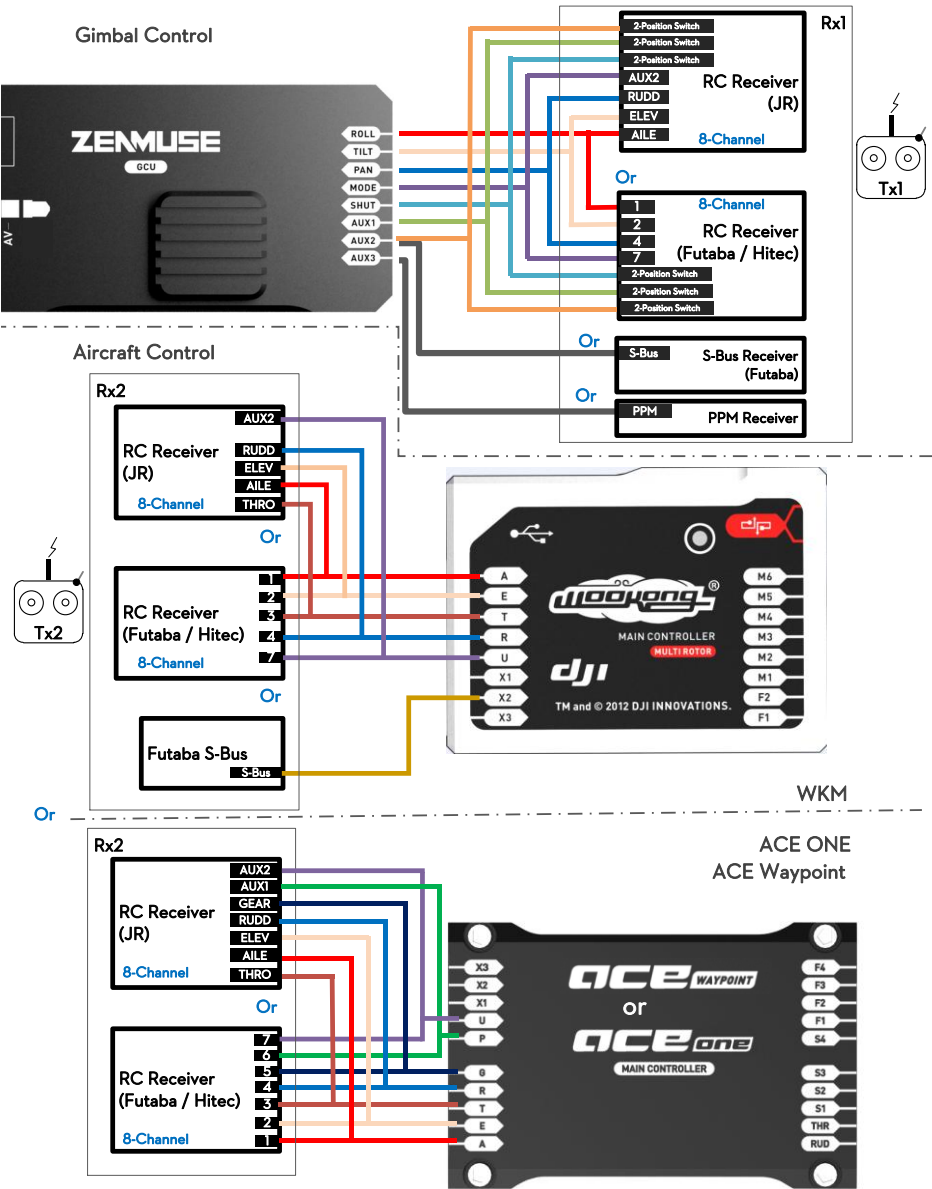 Gimbal Control
ZENMUSE
GCU
AV
ROLL
TILT
PAN
MODE
SHUT
AUX1
AUX2
AUX3
Rx1
2-Position Switch
2-Position Switch
2-Position Switch
AUX2
RUDD
ELEV
AILE
RC Receiver
(JR)
8-Channel
Tx1
Or
1
2
4
7
2-Position Switch
2-Position Switch
2-Position Switch
8-Channel
RC Receiver
(Futaba / Hitec)
Or
S-Bus
S-Bus Receiver
(Futaba)
Or
PPM
PPM Receiver
Aircraft Control
Rx2
RC Receiver
(JR)
8-Channel
AUX2
RUDD
ELEV
AILE
THRO
Or
Tx2
RC Receiver
(Futaba / Hitec)
8-Channel
1
2
3
4
7
Or
Futaba S-Bus
S-Bus
A
E
T
R
U
X1
X2
X3
dji
WooKong
®
MAIN CONTROLLER
MULTI ROTOR
dji
TM and © 2012 DJI INNOVATIONS.
M6
M5
M4
M3
M2
M1
F2
F1
WKM
Or
ACE ONE
ACE Waypoint
Rx2
RC Receiver
(JR)
8-Channel
AUX2
AUX1
GEAR
RUDD
ELEV
AILE
THRO
Or
RC Receiver
(Futaba / Hitec)
8-Channel
7
6
5
4
3
2
1
X3
X2
X1
U
P
G
R
T
E
A
ace WAYPOINT
or
ace one
MAIN CONTROLLER
F4
F3
F2
F1
S4
S3
S2
S1
THR
RUD